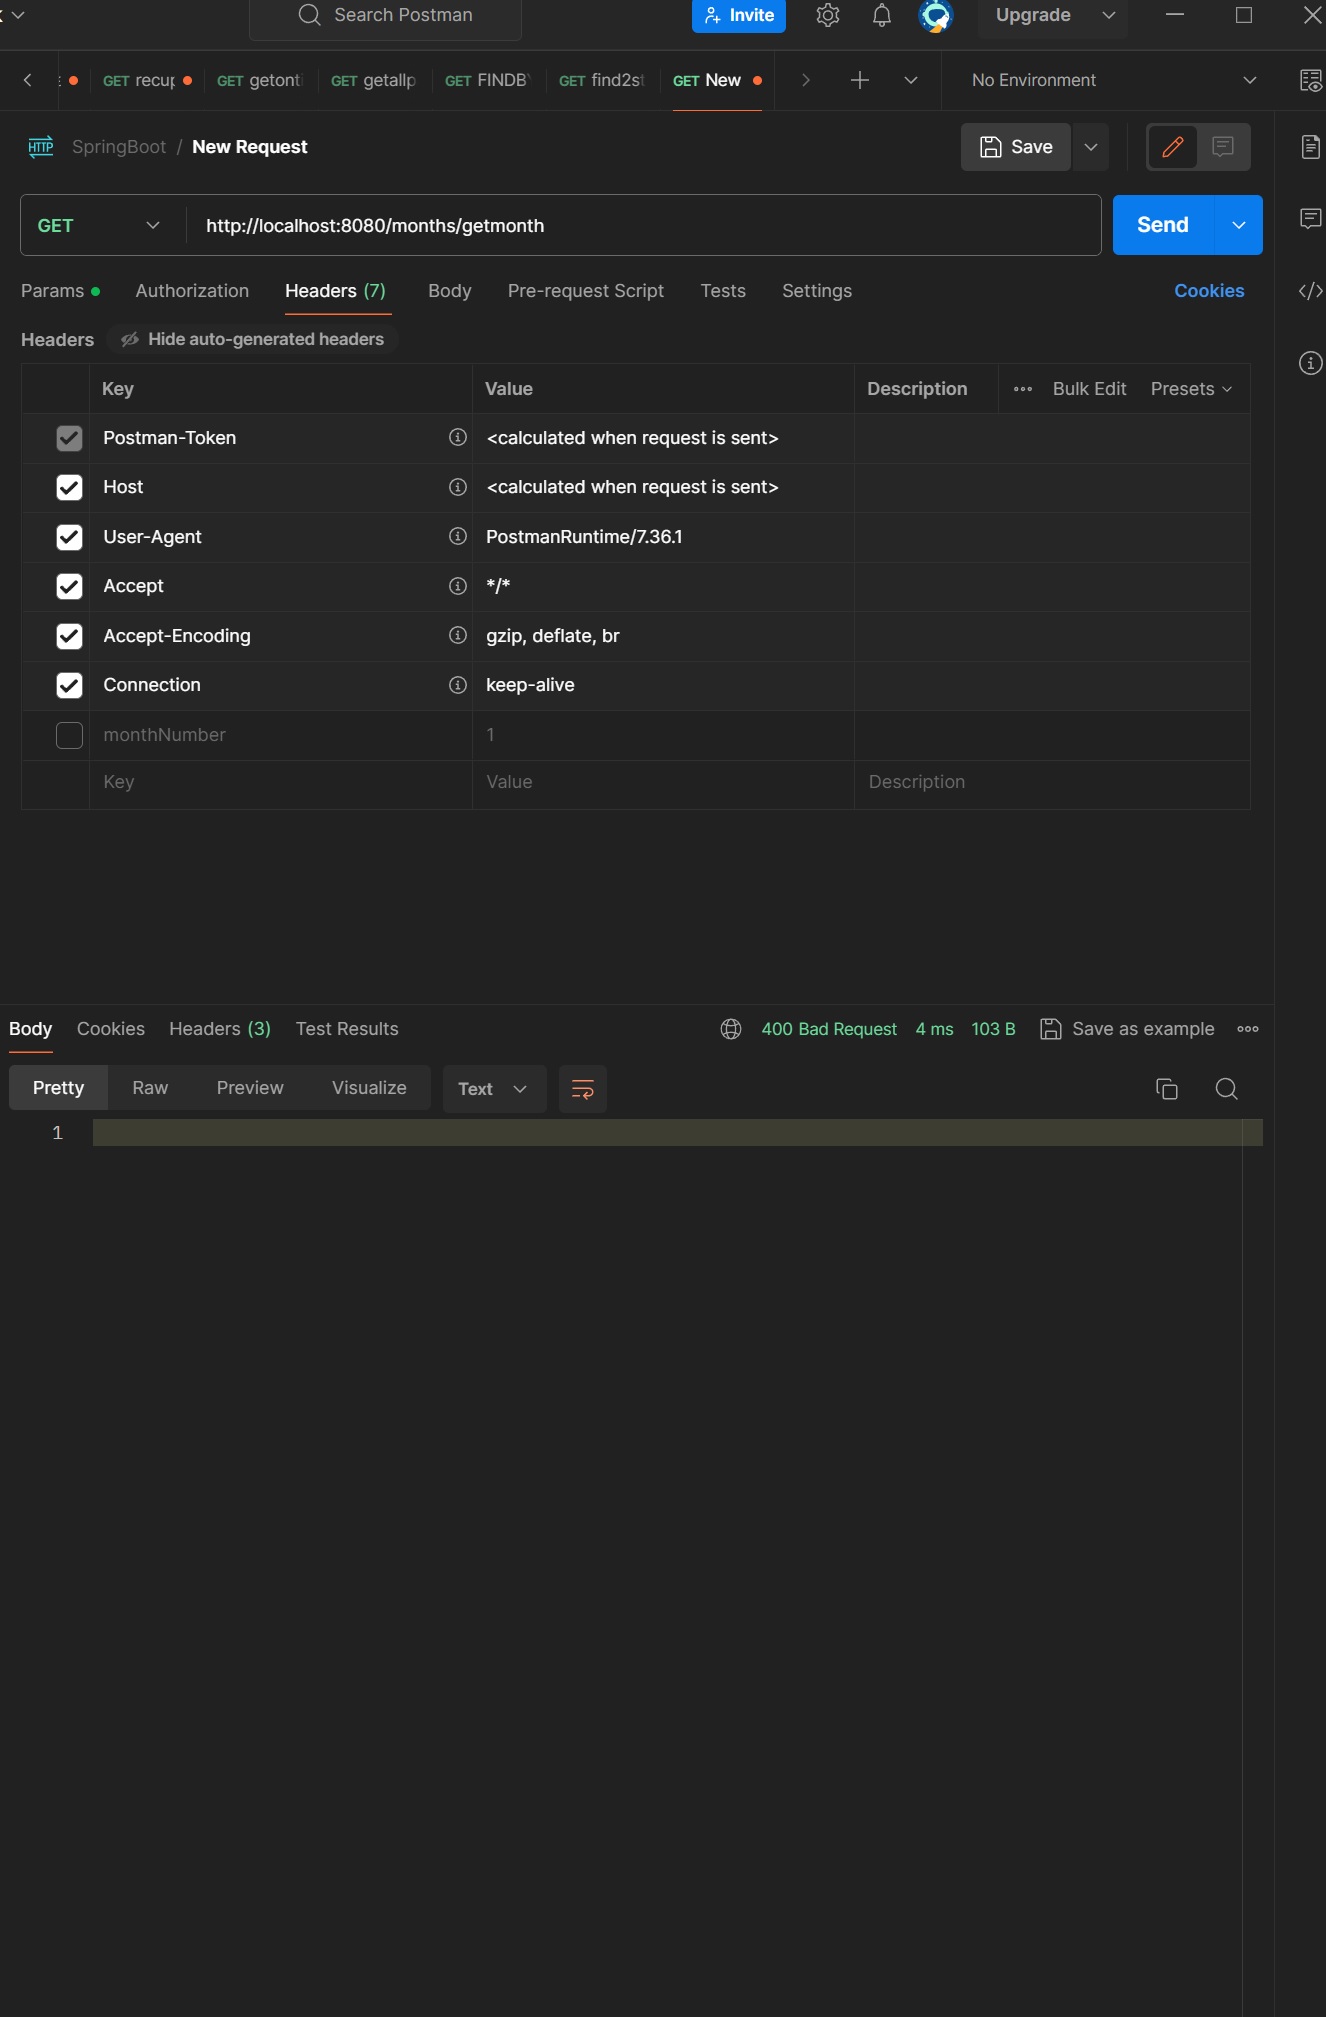 Search Postman
Invite
Upgrade
GET recup
GET getont
GET getallp
GET FINDB
GET find2st
GET New
No Environment
HTTP
SpringBoot / New Request
Save
GET
http://localhost:8080/months/getmonth
Send
Params
Authorization
Headers (7)
Body
Pre-request Script
Tests
Settings
Cookies
Headers
Hide auto-generated headers
Key Value Description Bulk Edit Presets
Postman-Token <calculated when request is sent>
Host <calculated when request is sent>
User-Agent PostmanRuntime/7.36.1
Accept */*
Accept-Encoding gzip, deflate, br
Connection keep-alive
monthNumber 1
Key Value Description
Body Cookies Headers (3) Test Results 400 Bad Request 4 ms 103 B Save as example
Pretty Raw Preview Visualize Text
1